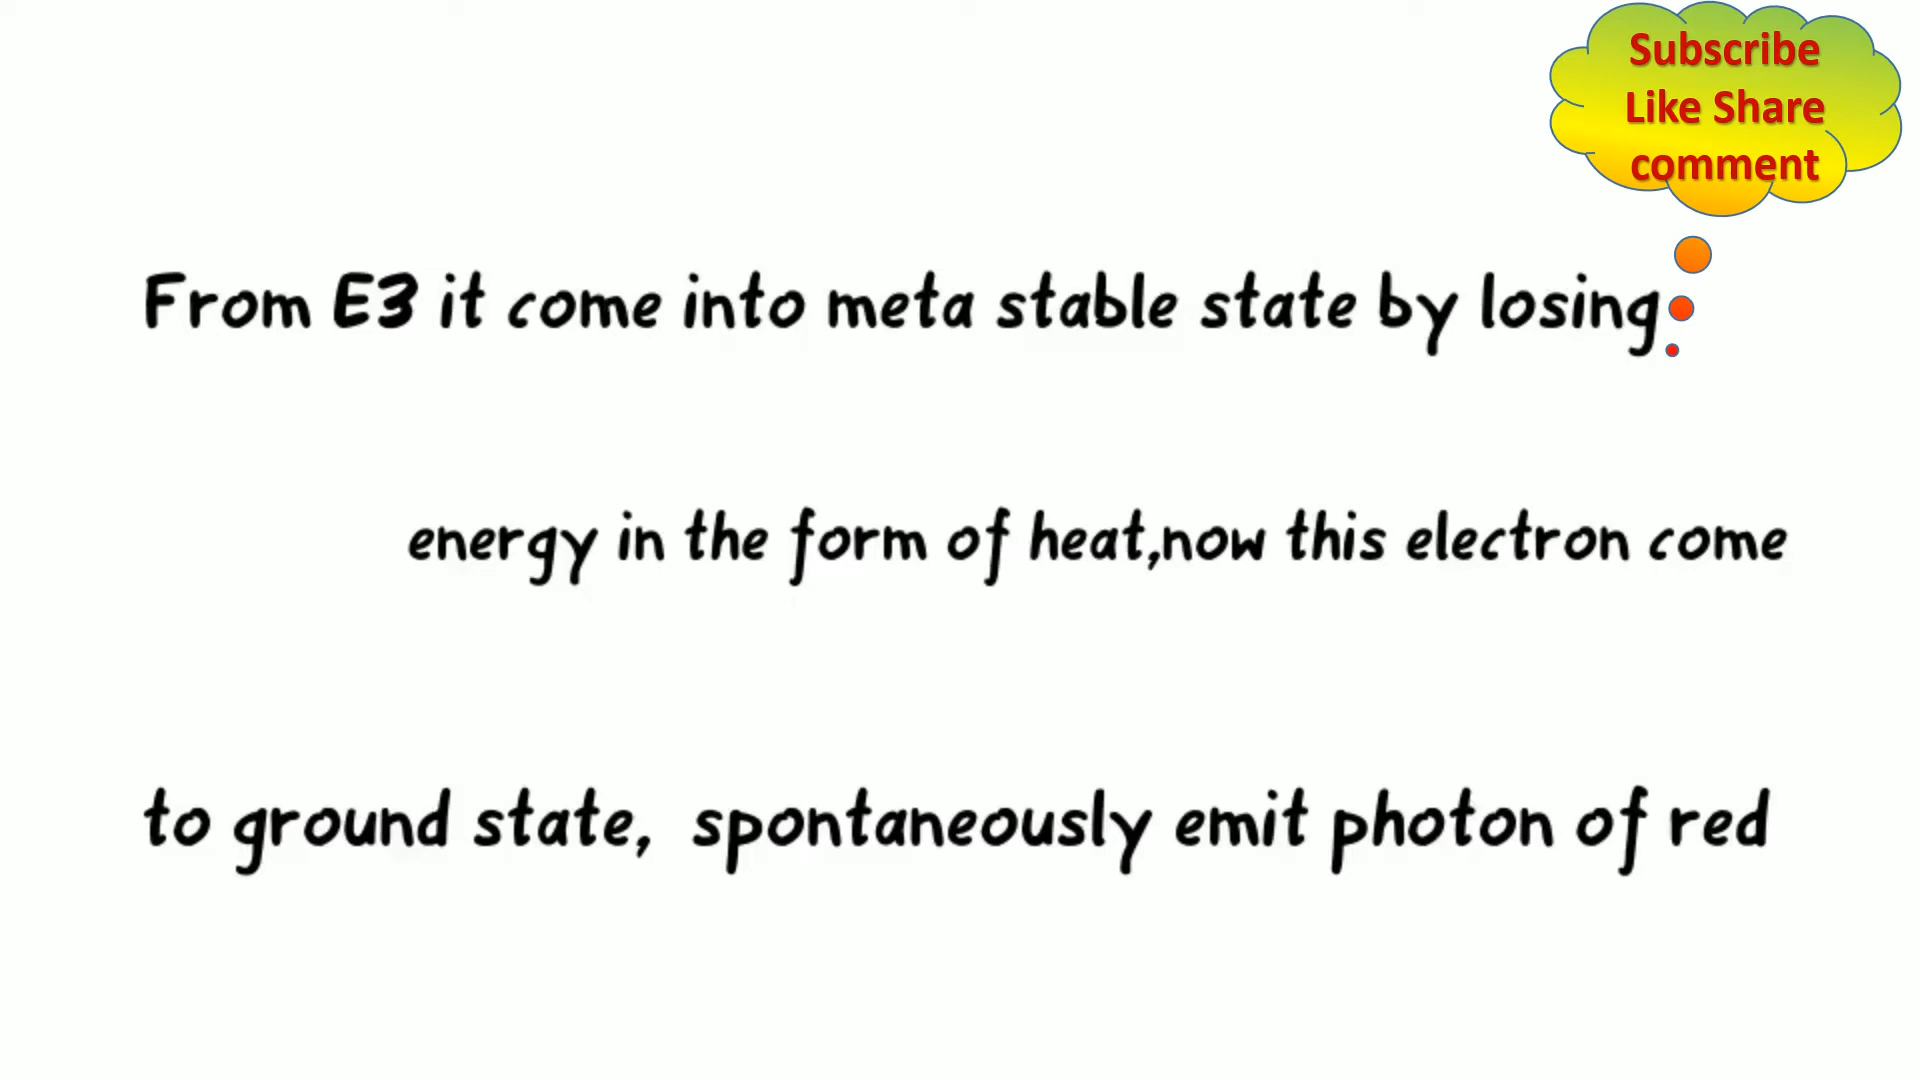 Subscribe
Like Share
comment
From E3 it come into meta stable state by losing
energy in the form of heat,now this electron come
to ground state, spontaneously emit photon of red